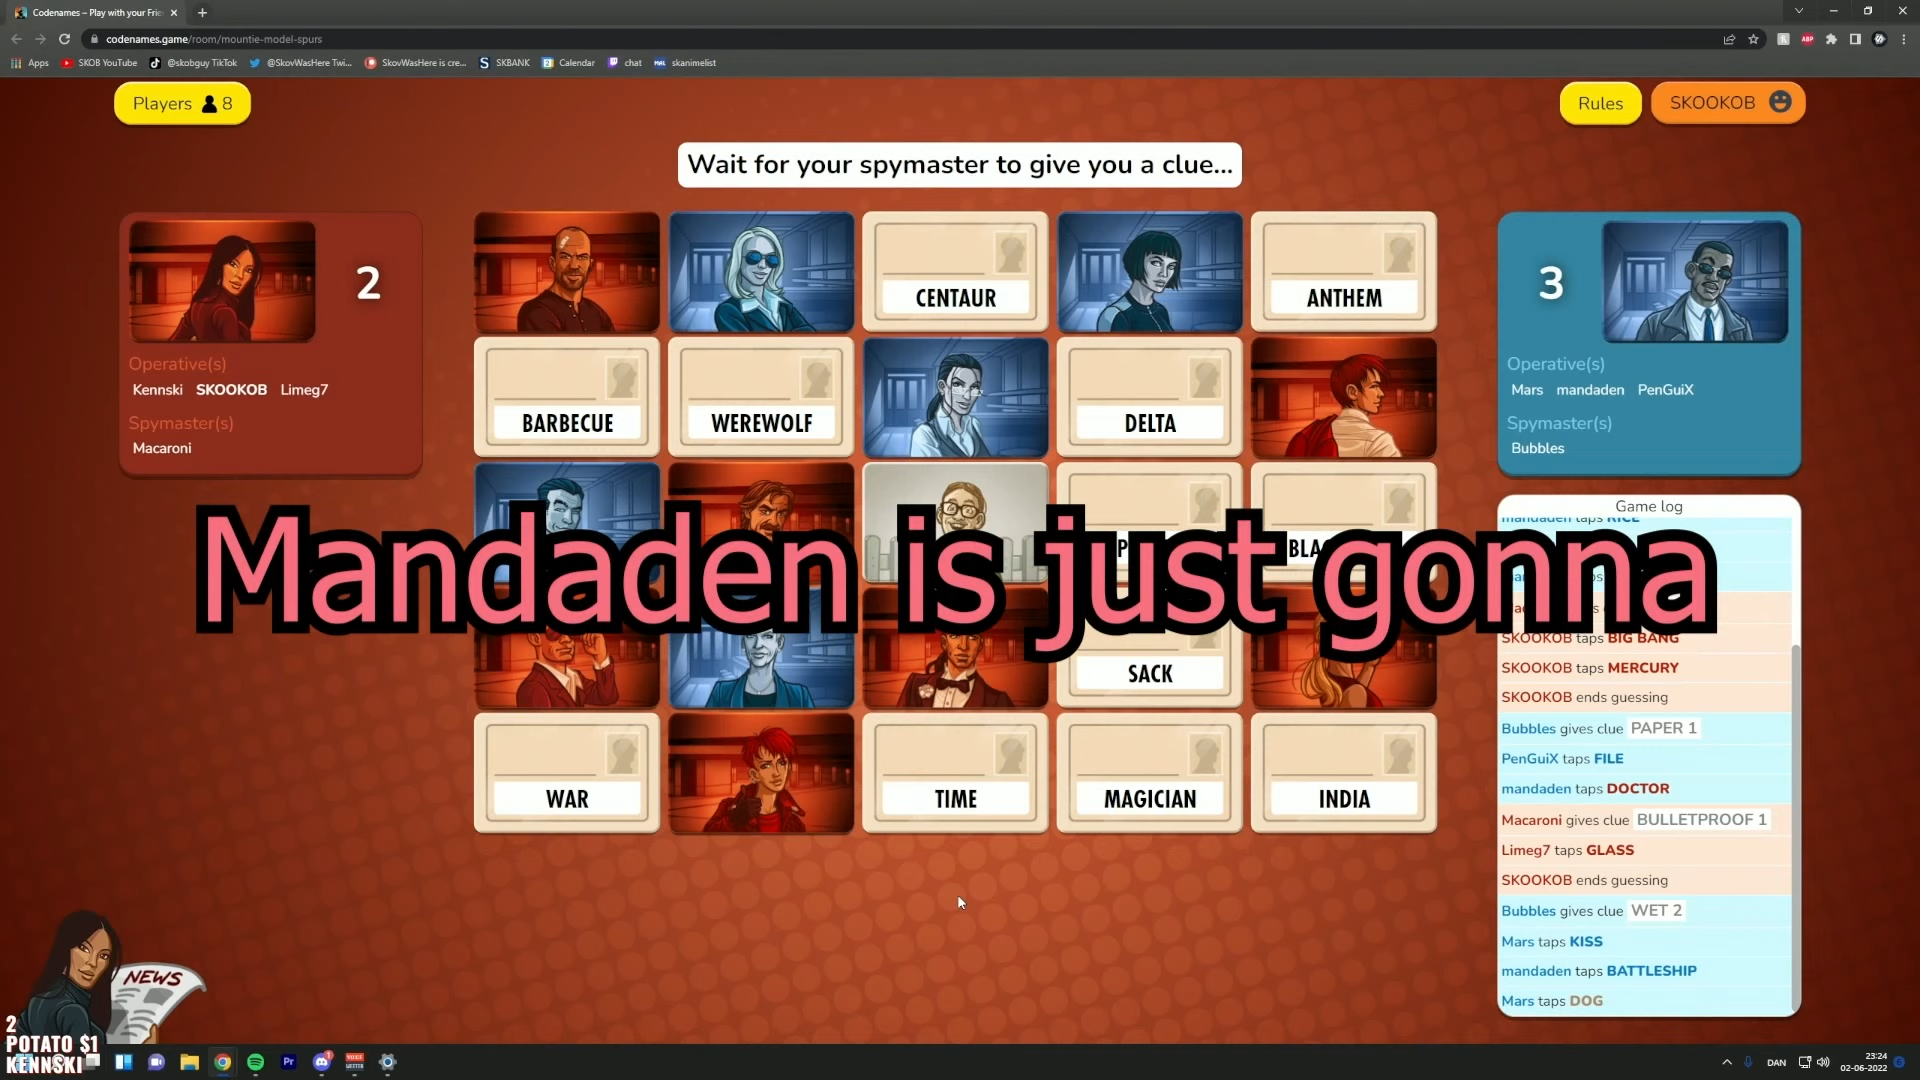 Codenames – Play with your Frie
codenames.game/room/mountie-model-spurs
Apps
SKOB YouTube
@skobguy TikTok
@SkovWasHere Twi...
SkovWasHere is cre...
SKBANK
Calendar
chat
skanimelist
Players 8
Rules
SKOOKOB
Wait for your spymaster to give you a clue...
2
Operative(s)
Kennski SKOOKOB Limeg7
Spymaster(s)
Macaroni
CENTAUR
ANTHEM
BARBECUE
WEREWOLF
DELTA
SACK
WAR
TIME
MAGICIAN
INDIA
Mandaden is just gonna
3
Operative(s)
Mars mandaden PenGuiX
Spymaster(s)
Bubbles
Game log
mandaden taps RICE
SKOOKOB taps BIG BANG
SKOOKOB taps MERCURY
SKOOKOB ends guessing
Bubbles gives clue PAPER 1
PenGuiX taps FILE
mandaden taps DOCTOR
Macaroni gives clue BULLETPROOF 1
Limeg7 taps GLASS
SKOOKOB ends guessing
Bubbles gives clue WET 2
Mars taps KISS
mandaden taps BATTLESHIP
Mars taps DOG
NEWS
2
POTATO $1
KENNSKI
DAN
23:24
02-06-2022